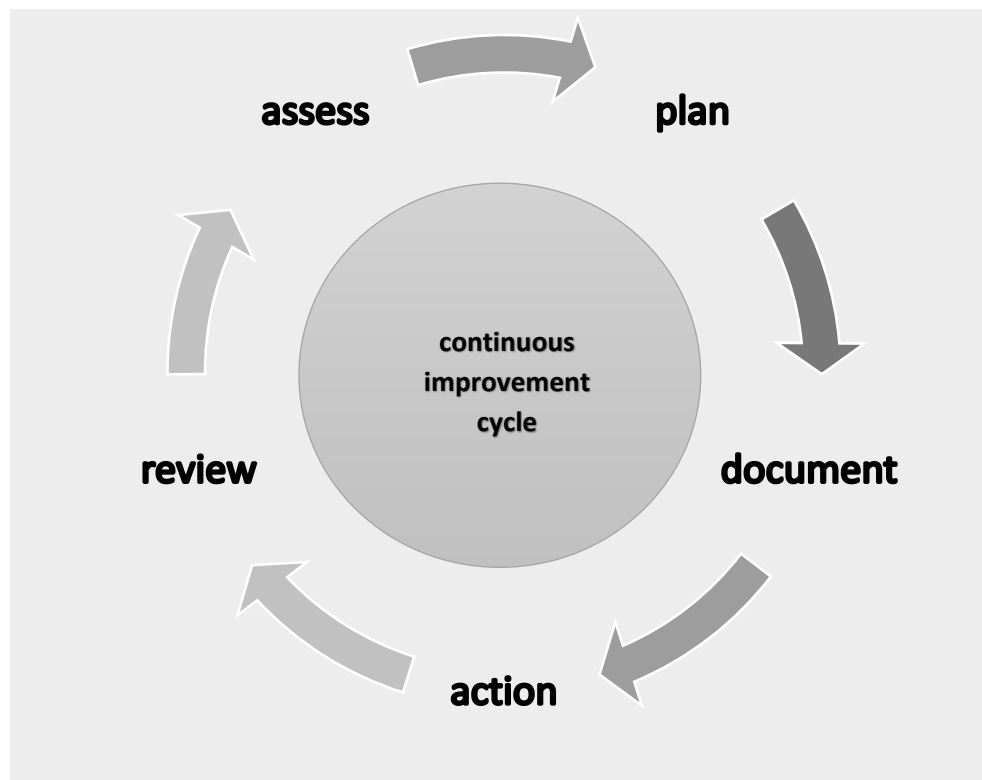 assess
plan
continuous
improvement
cycle
review
document
action